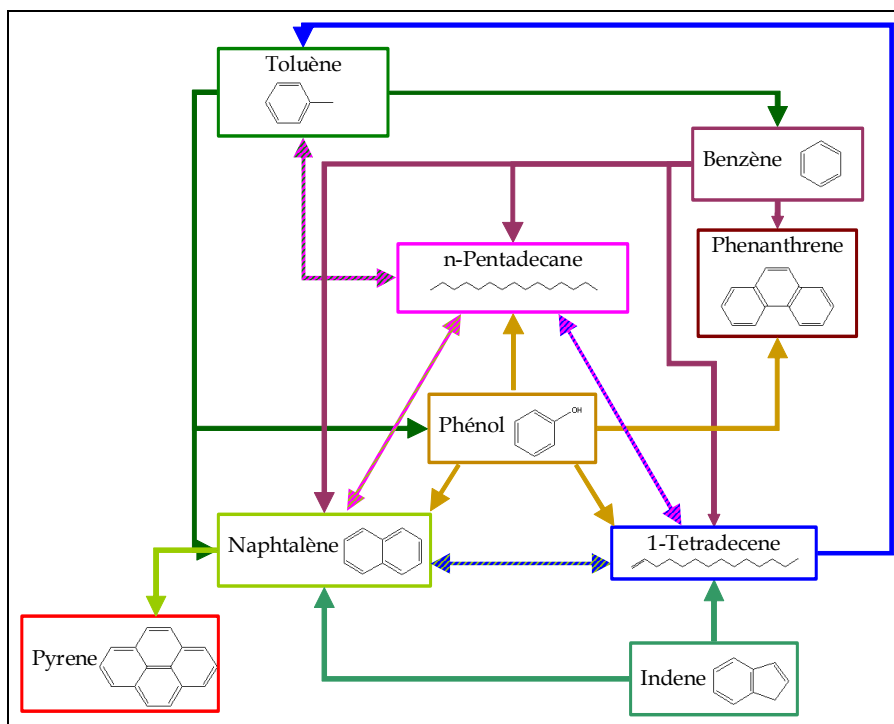 Toluène
Benzène
Phenanthrene
n-Pentadecane
Phénol
OH
Naphtalène
1-Tetradecene
Pyrene
Indene